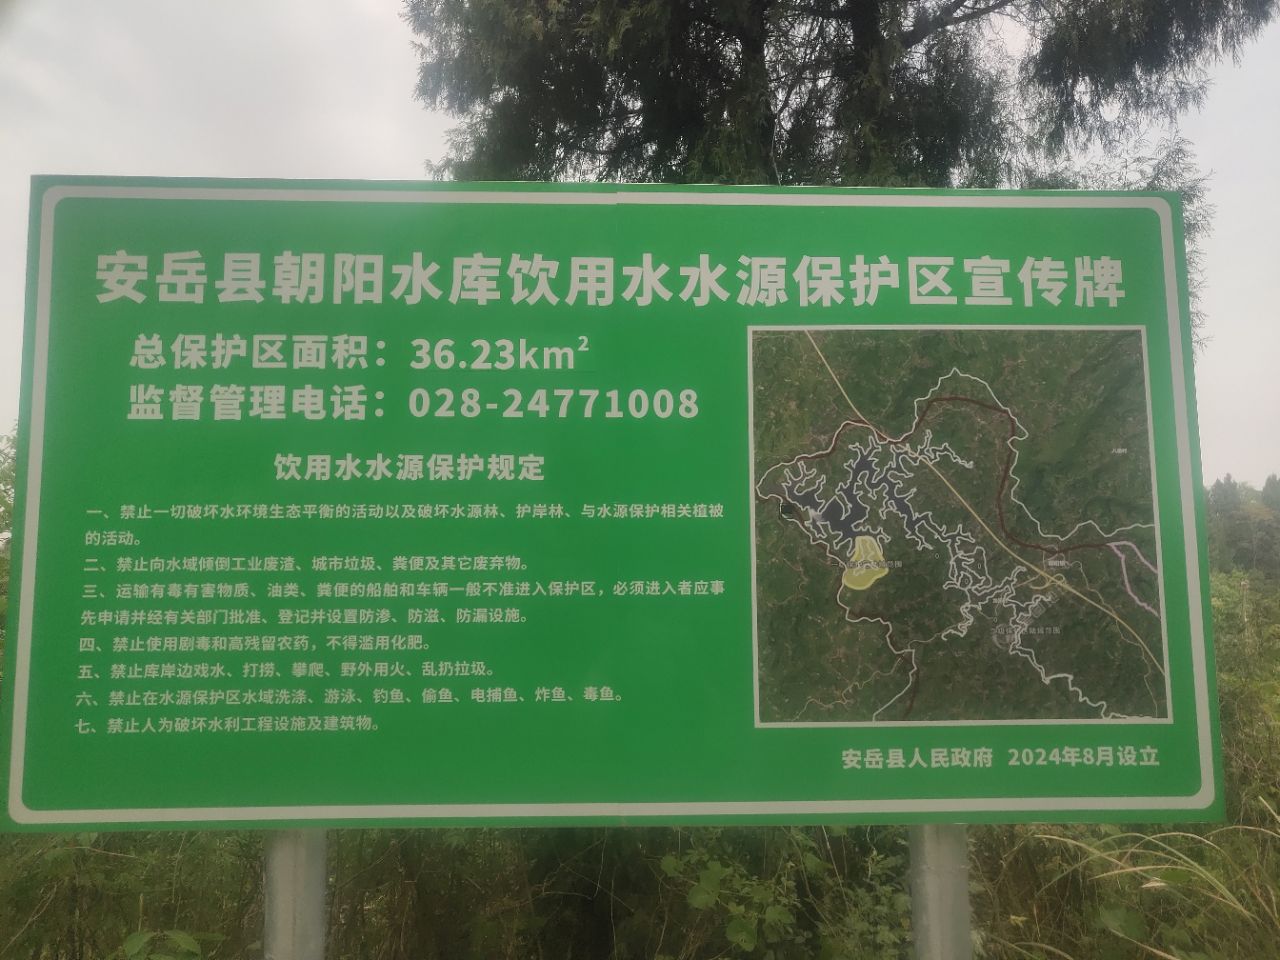 安岳县朝阳水库饮用水水源保护区宣传牌
总保护区面积：36.23km²
监督管理电话：028-24771008
饮用水水源保护规定
一、禁止一切破坏水环境生态平衡的活动以及破坏水源林、护岸林、与水源保护相关植被
的活动。
二、禁止向水域倾倒工业废渣、城市垃圾、粪便及其它废弃物。
三、运输有毒有害物质、油类、粪便的船舶和车辆一般不准进入保护区，必须进入者应事
先申请并经有关部门批准、登记并设置防渗、防滋、防漏设施。
四、禁止使用剧毒和高残留农药，不得滥用化肥。
五、禁止库岸边戏水、打捞、攀爬、野外用火、乱扔垃圾。
六、禁止在水源保护区水域洗涤、游泳、钓鱼、偷鱼、电捕鱼、炸鱼、毒鱼。
七、禁止人为破坏水利工程设施及建筑物。
安岳县人民政府 2024年8月设立